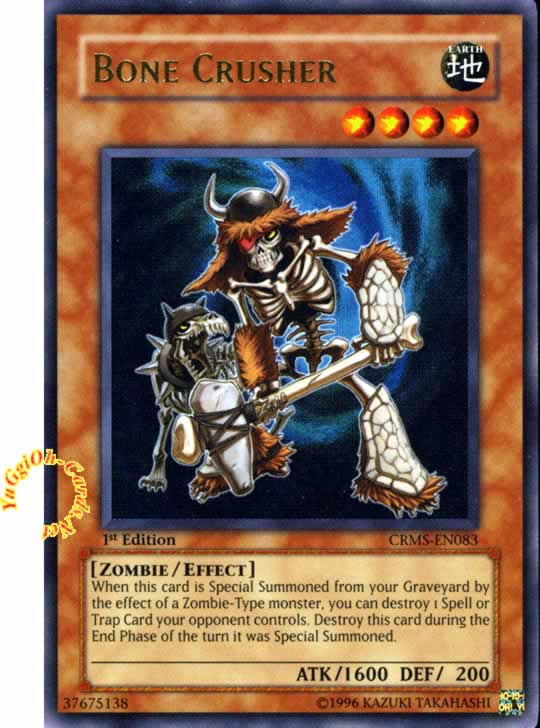 BONE CRUSHER
EARTH
地
1st Edition
CRMS-EN083
[ZOMBIE/EFFECT]
When this card is Special Summoned from your Graveyard by
the effect of a Zombie-Type monster, you can destroy 1 Spell or
Trap Card your opponent controls. Destroy this card during the
End Phase of the turn it was Special Summoned.
ATK/1600 DEF/ 200
37675138
©1996 KAZUKI TAKAHASHI
YuGgiOh-Cards.Net